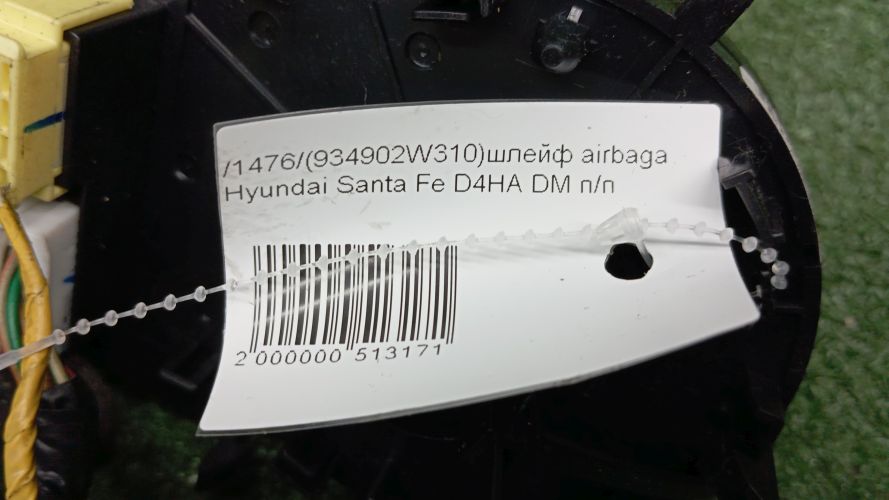 /1476/(934902W310)шлейф airbaga
Hyundai Santa Fe D4HA DM п/п
2 000000 513171